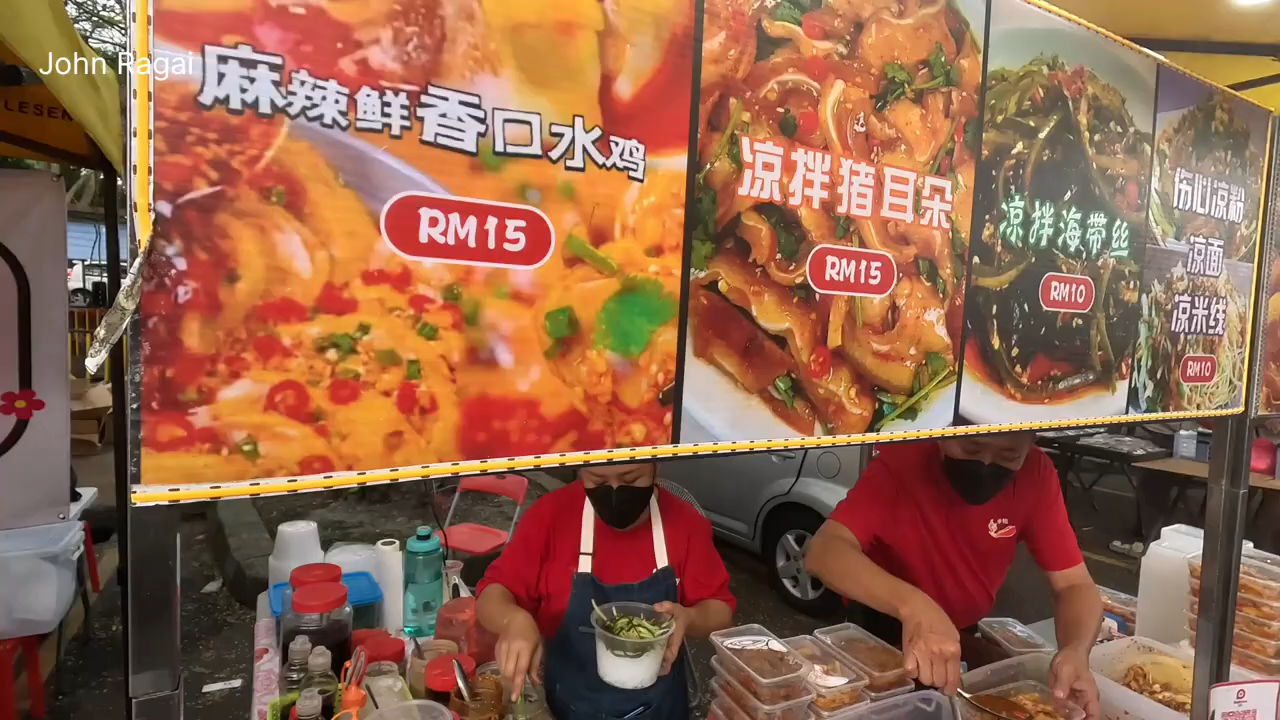 John Ragai
LESEN
麻辣鲜香口水鸡
RM15
凉拌猪耳朵
RM15
凉拌海带丝
RM10
伤心凉粉
凉面
凉米线
RM10